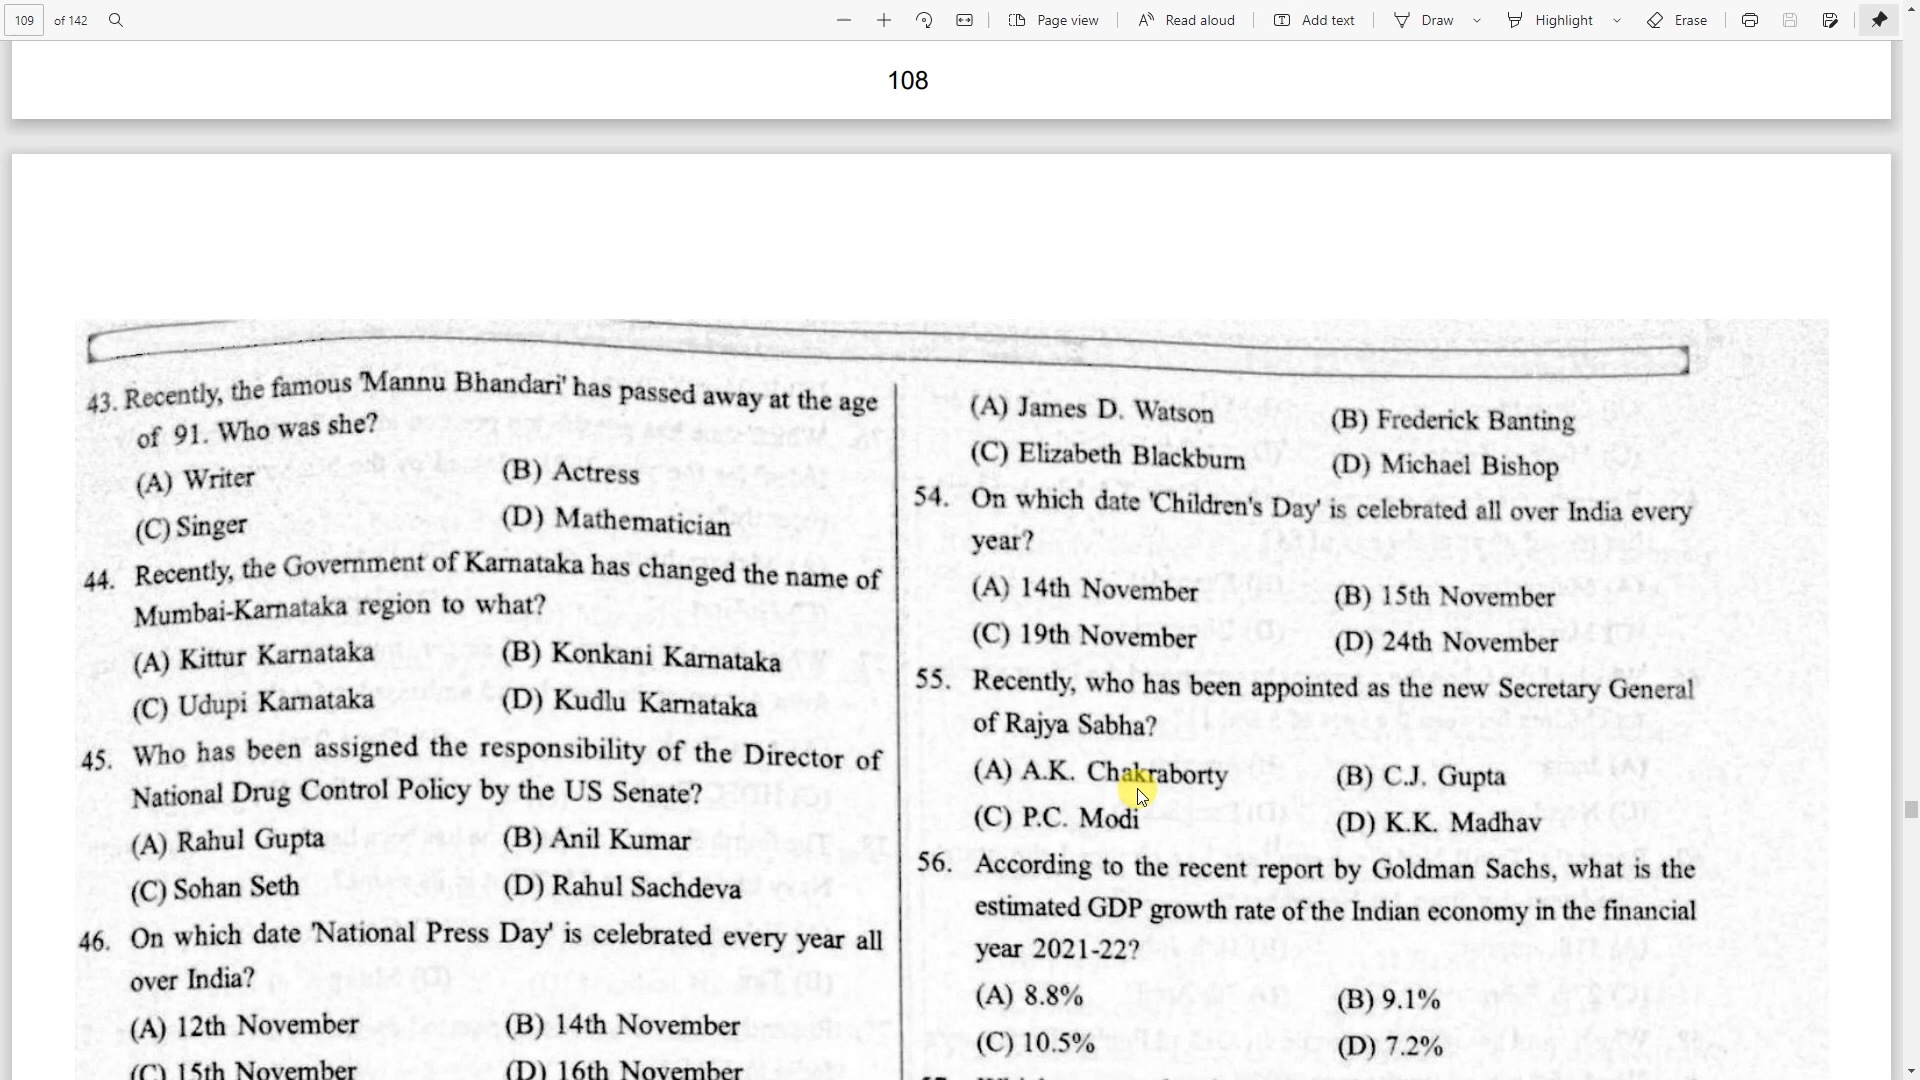 109 of 142 Page view Read aloud Add text Draw Highlight Erase
108
43. Recently, the famous 'Mannu Bhandari' has passed away at the age
of 91. Who was she?
(A) Writer (B) Actress
(C) Singer (D) Mathematician
44. Recently, the Government of Karnataka has changed the name of
Mumbai-Karnataka region to what?
(A) Kittur Karnataka (B) Konkani Karnataka
(C) Udupi Karnataka (D) Kudlu Karnataka
45. Who has been assigned the responsibility of the Director of
National Drug Control Policy by the US Senate?
(A) Rahul Gupta (B) Anil Kumar
(C) Sohan Seth (D) Rahul Sachdeva
46. On which date 'National Press Day' is celebrated every year all
over India?
(A) 12th November (B) 14th November
(C) 15th November (D) 16th November
(A) James D. Watson (B) Frederick Banting
(C) Elizabeth Blackburn (D) Michael Bishop
54. On which date 'Children's Day' is celebrated all over India every
year?
(A) 14th November (B) 15th November
(C) 19th November (D) 24th November
55. Recently, who has been appointed as the new Secretary General
of Rajya Sabha?
(A) A.K. Chakraborty (B) C.J. Gupta
(C) P.C. Modi (D) K.K. Madhav
56. According to the recent report by Goldman Sachs, what is the
estimated GDP growth rate of the Indian economy in the financial
year 2021-22?
(A) 8.8% (B) 9.1%
(C) 10.5% (D) 7.2%